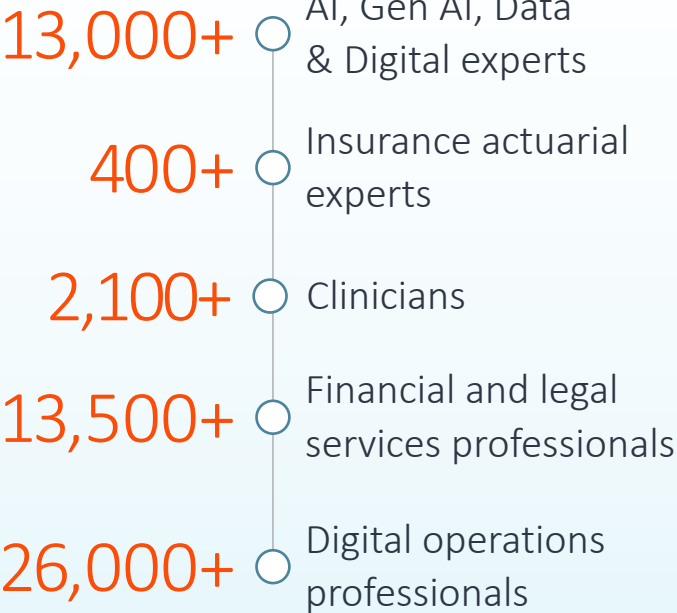 13,000+
AI, Gen AI, Data
& Digital experts
400+
Insurance actuarial
experts
2,100+
Clinicians
13,500+
Financial and legal
services professionals
26,000+
Digital operations
professionals